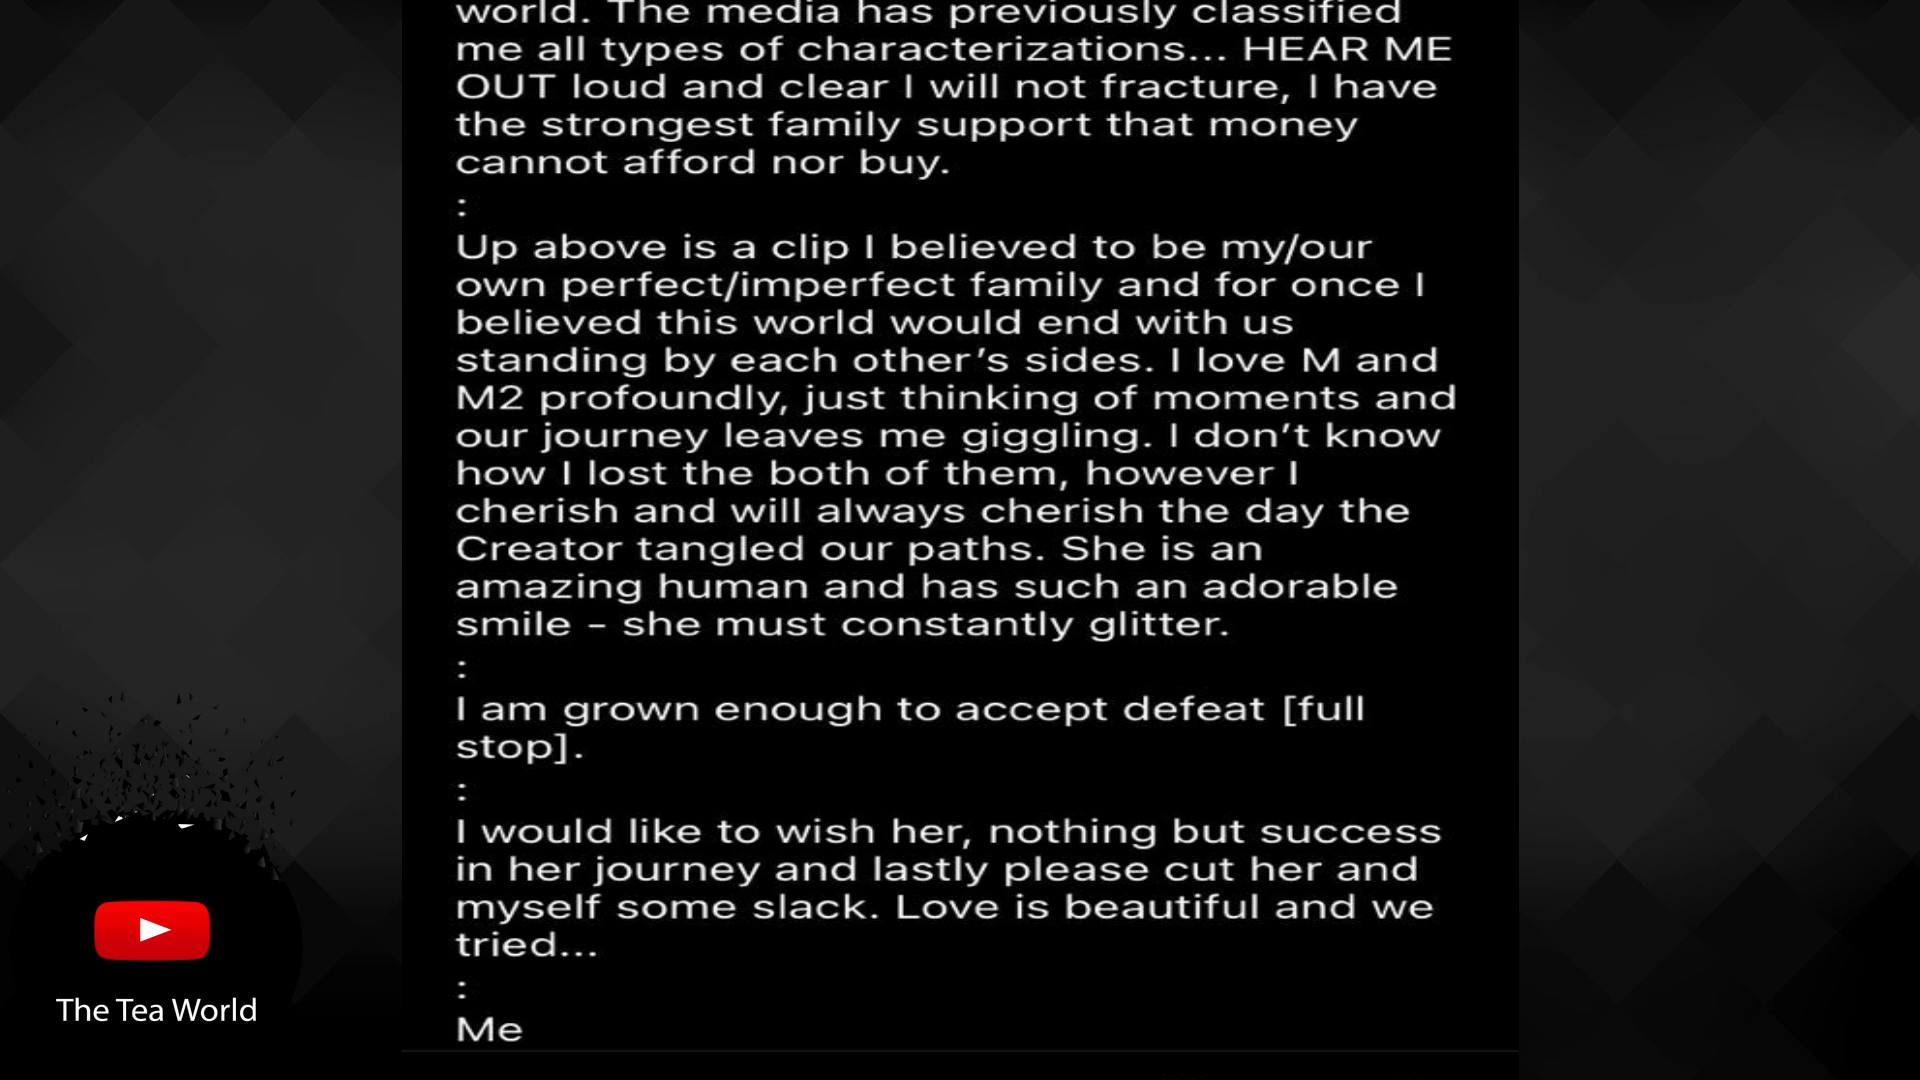 world. The media has previously classified
me all types of characterizations... HEAR ME
OUT loud and clear I will not fracture, I have
the strongest family support that money
cannot afford nor buy.
:
Up above is a clip I believed to be my/our
own perfect/imperfect family and for once I
believed this world would end with us
standing by each other’s sides. I love M and
M2 profoundly, just thinking of moments and
our journey leaves me giggling. I don’t know
how I lost the both of them, however I
cherish and will always cherish the day the
Creator tangled our paths. She is an
amazing human and has such an adorable
smile – she must constantly glitter.
:
I am grown enough to accept defeat [full
stop].
:
I would like to wish her, nothing but success
in her journey and lastly please cut her and
myself some slack. Love is beautiful and we
tried...
:
Me
The Tea World